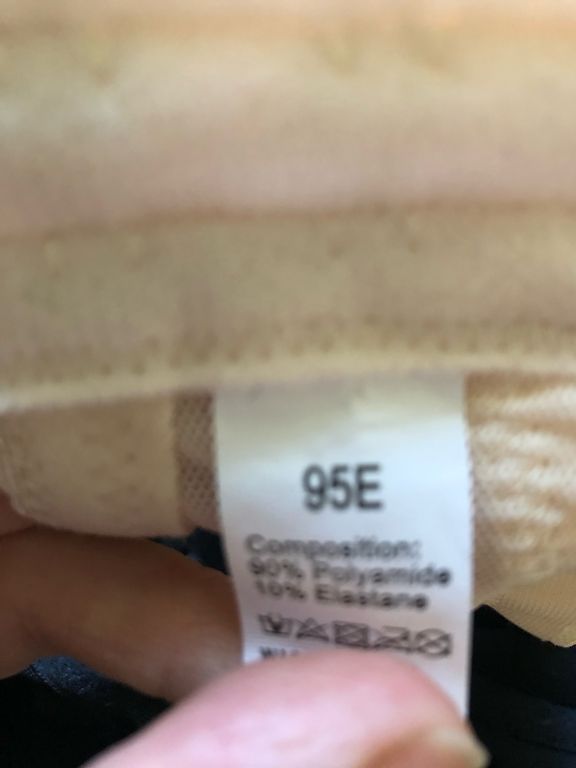 95E
Composition:
90% Polyamide
10% Elastane